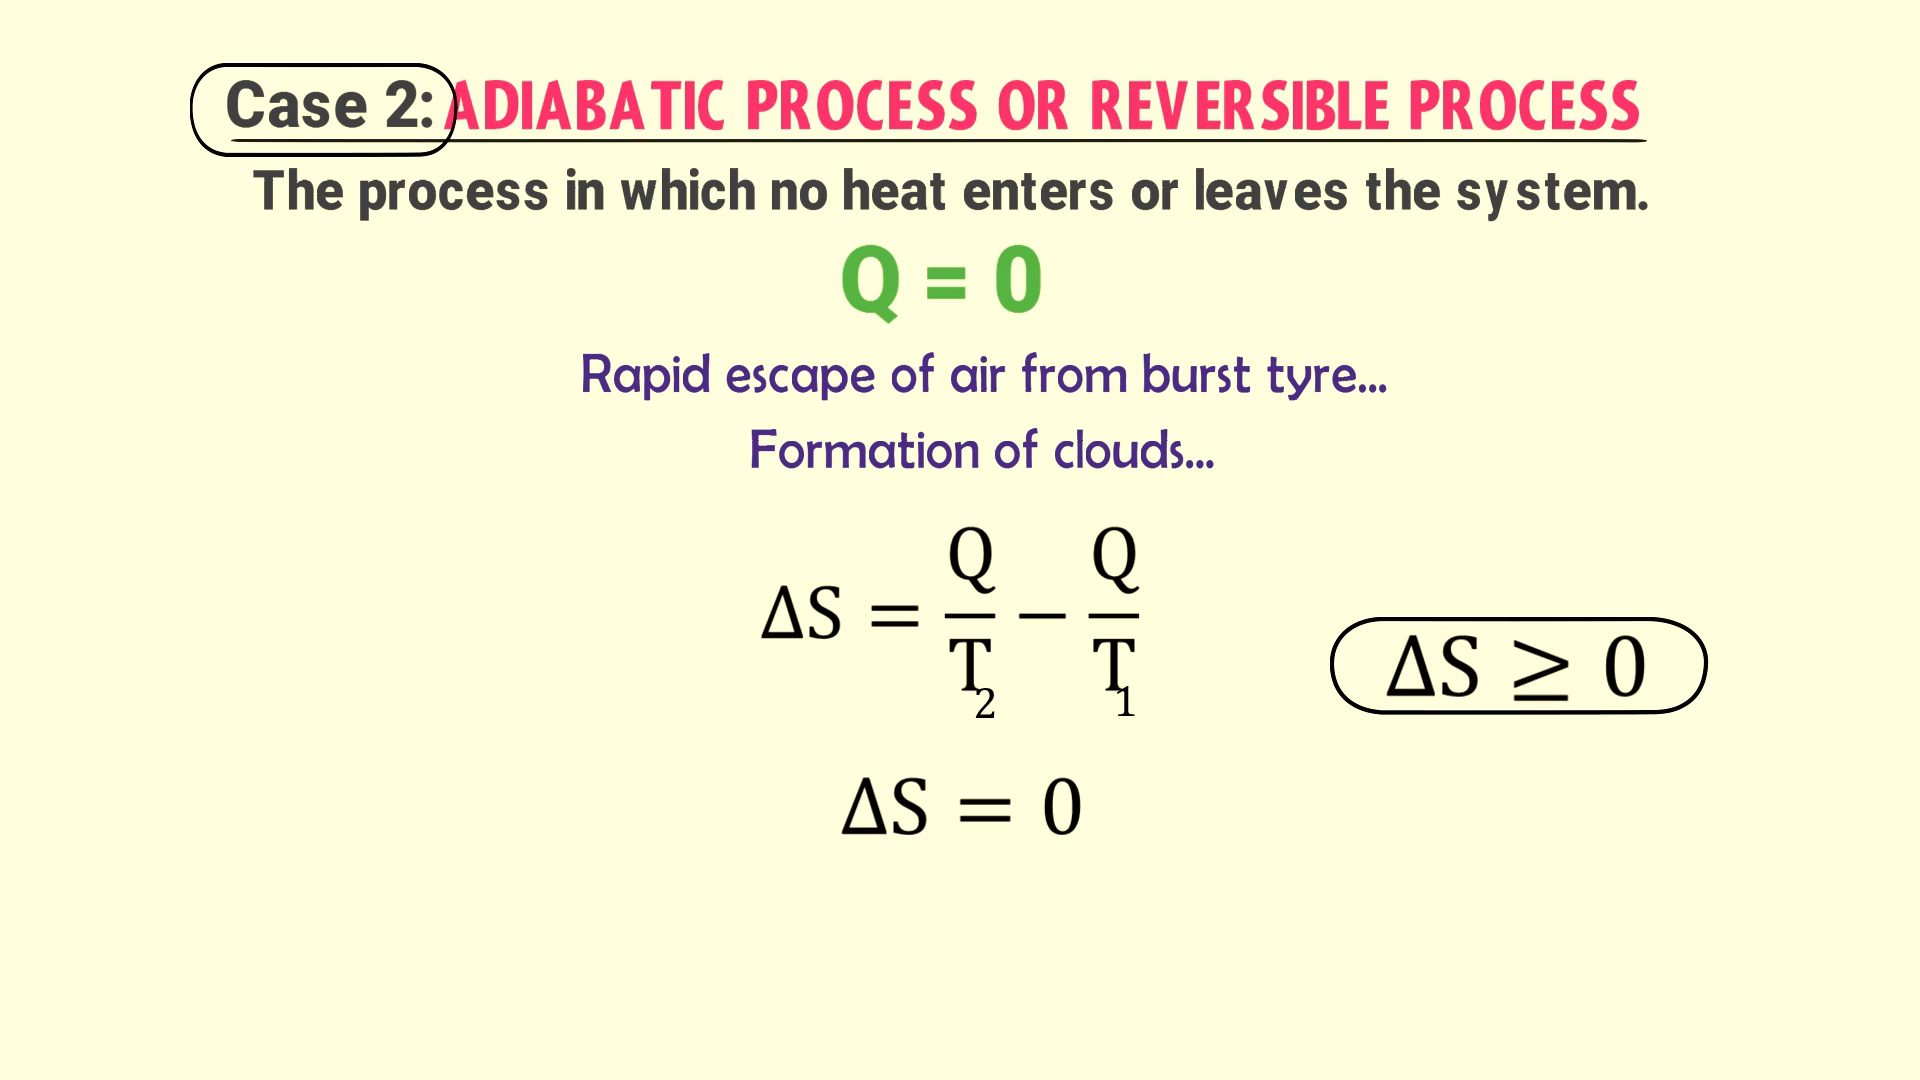 Case 2: ADIABATIC PROCESS OR REVERSIBLE PROCESS
The process in which no heat enters or leaves the system.
Q = 0
Rapid escape of air from burst tyre...
Formation of clouds...
ΔS = Q/T₂ − Q/T₁
ΔS ≥ 0
ΔS = 0